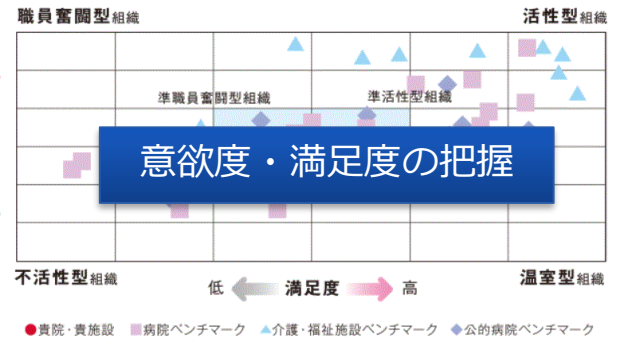 職員奮闘型組織 活性型組織
準職員奮闘型組織 準活性型組織
意欲度・満足度の把握
不活性型組織 低 満足度 高 温室型組織
●貴院・貴施設 ■病院ベンチマーク ▲介護・福祉施設ベンチマーク ◆公的病院ベンチマーク